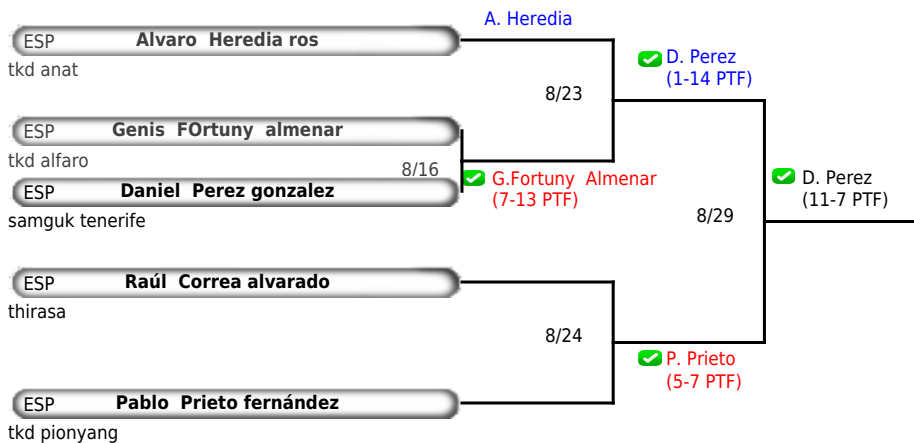 A. Heredia
ESP Alvaro Heredia ros
tkd anat
D. Perez
(1-14 PTF)
8/23
ESP Genis FOrtuny almenar
tkd alfaro
8/16
G.Fortuny Almenar
(7-13 PTF)
D. Perez
(11-7 PTF)
ESP Daniel Perez gonzalez
samguk tenerife
8/29
ESP Raúl Correa alvarado
thirasa
8/24
P. Prieto
(5-7 PTF)
ESP Pablo Prieto fernández
tkd pionyang